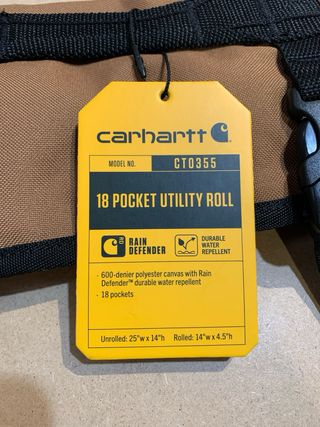 carhartt
MODEL NO. CT0355
18 POCKET UTILITY ROLL
RAIN DEFENDER
DURABLE WATER REPELLENT
· 600-denier polyester canvas with Rain
Defender™ durable water repellent
· 18 pockets
Unrolled: 25"w x 14"h Rolled: 14"w x 4.5"h